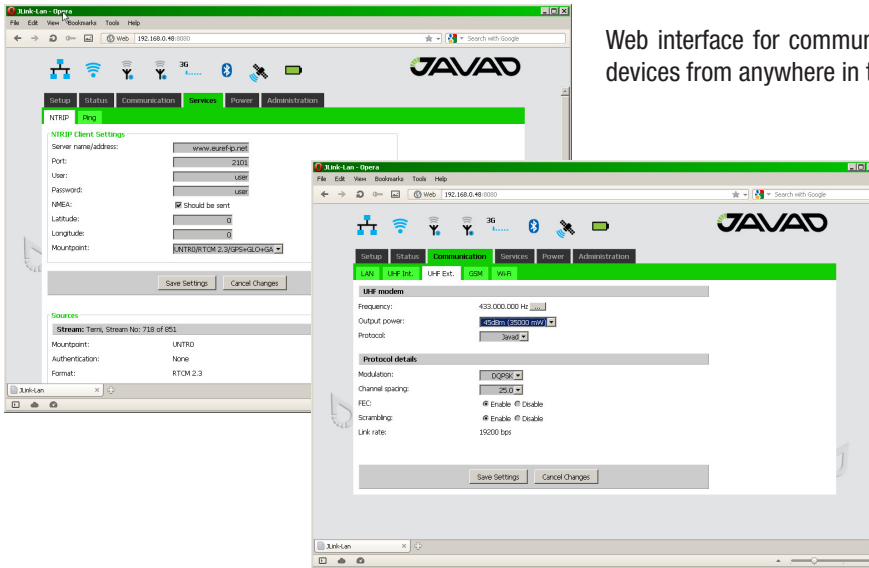 Web interface for commun
devices from anywhere in t
JLink-Lan - Opera
File Edit View Bookmarks Tools Help
Web 192.168.0.48:8080 Search with Google
3G
JAVAD
Setup Status Communication Services Power Administration
NTRIP Ping
NTRIP Client Settings
Server name/address: www.euref-ip.net
Port: 2101
User: user
Password: user
NMEA: Should be sent
Latitude: 0
Longitude: 0
Mountpoint: UNTR0/RTCM 2.3/GPS+GLO+GA
Save Settings Cancel Changes
Sources
Stream: Terni, Stream No: 718 of 851
Mountpoint: UNTR0
Authentication: None
Format: RTCM 2.3
JLink-Lan
JLink-Lan - Opera
File Edit View Bookmarks Tools Help
Web 192.168.0.48:8080 Search with Google
3G
JAVAD
Setup Status Communication Services Power Administration
LAN UHF Int. UHF Ext. GSM Wi-Fi
UHF modem
Frequency: 433.000.000 Hz ...
Output power: 45dBm (35000 mW)
Protocol: Javad
Protocol details
Modulation: DQPSK
Channel spacing: 25.0
FEC: Enable Disable
Scrambling: Enable Disable
Link rate: 19200 bps
Save Settings Cancel Changes
JLink-Lan